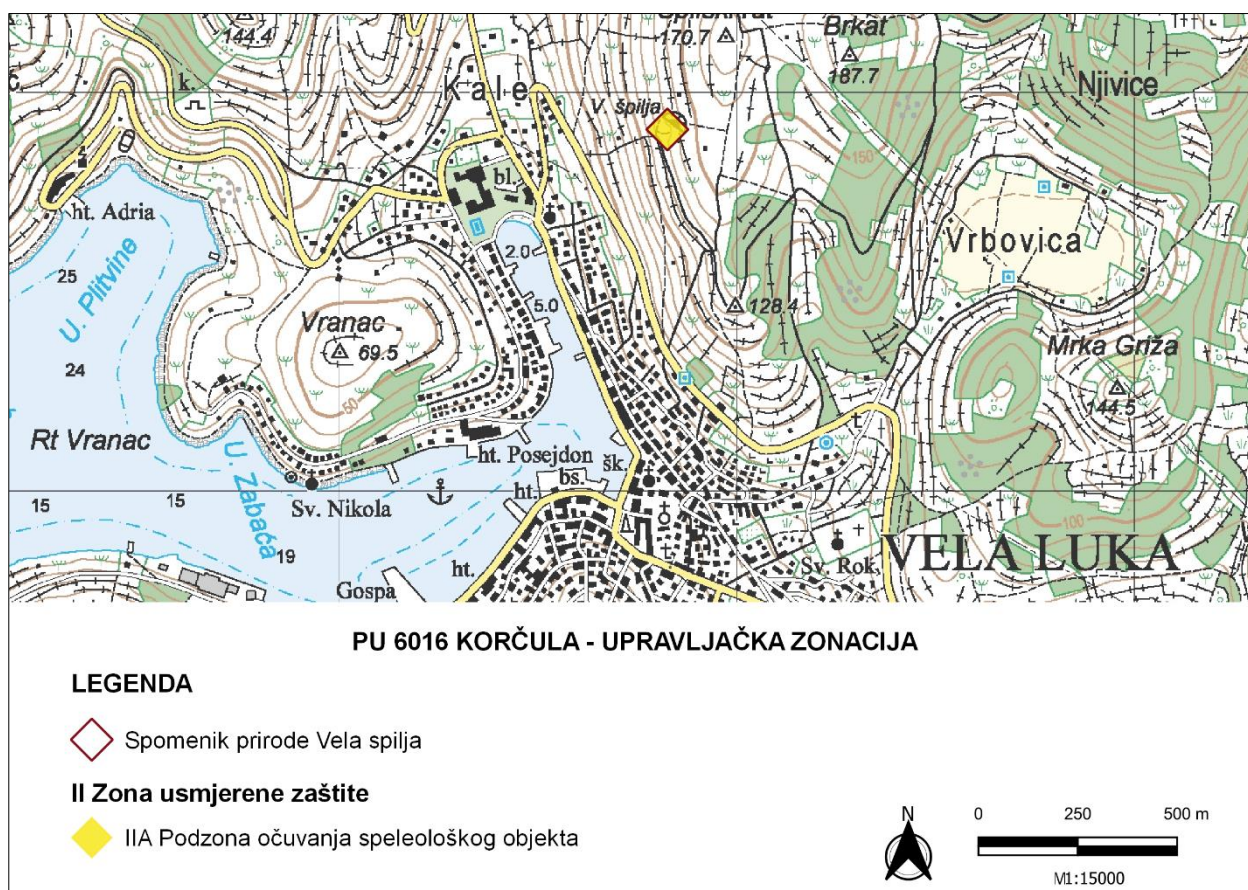 144.4
170.7
Brkat
187.7
k.
Kale
V. špilja
Njivice
150
bl.
ht. Adria
2.0
Vrbovica
25
U. Plitvine
5.0
128.4
Vranac
69.5
Mrka Griža
24
50
144.5
Rt Vranac
ht. Posejdon
bs.
šk.
U. Zabaća
ht.
15
15
Sv. Nikola
100
19
VELA LUKA
ht.
Sv. Rok
Gospa
PU 6016 KORČULA - UPRAVLJAČKA ZONACIJA
LEGENDA
Spomenik prirode Vela spilja
II Zona usmjerene zaštite
IIA Podzona očuvanja speleološkog objekta
N
0 250 500 m
M1:15000